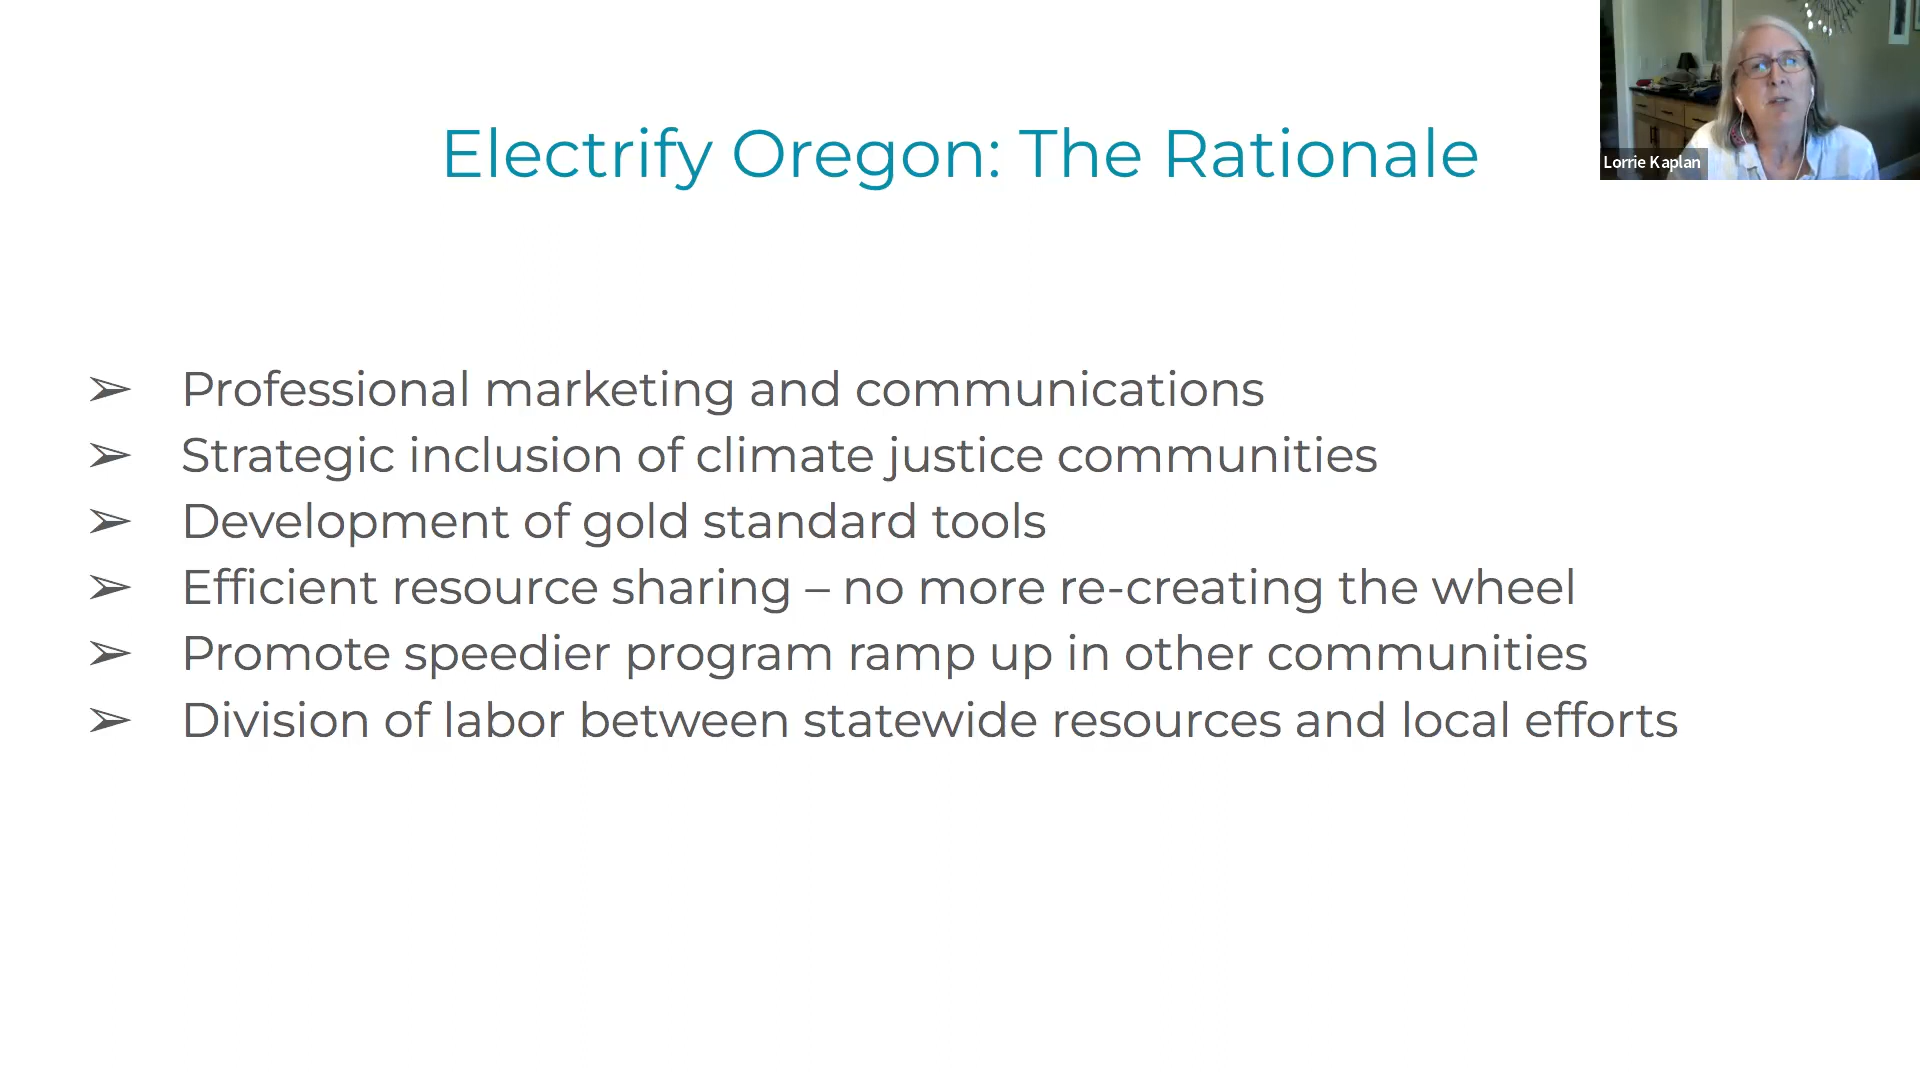 Electrify Oregon: The Rationale
Lorrie Kaplan
➢ Professional marketing and communications
➢ Strategic inclusion of climate justice communities
➢ Development of gold standard tools
➢ Efficient resource sharing – no more re-creating the wheel
➢ Promote speedier program ramp up in other communities
➢ Division of labor between statewide resources and local efforts